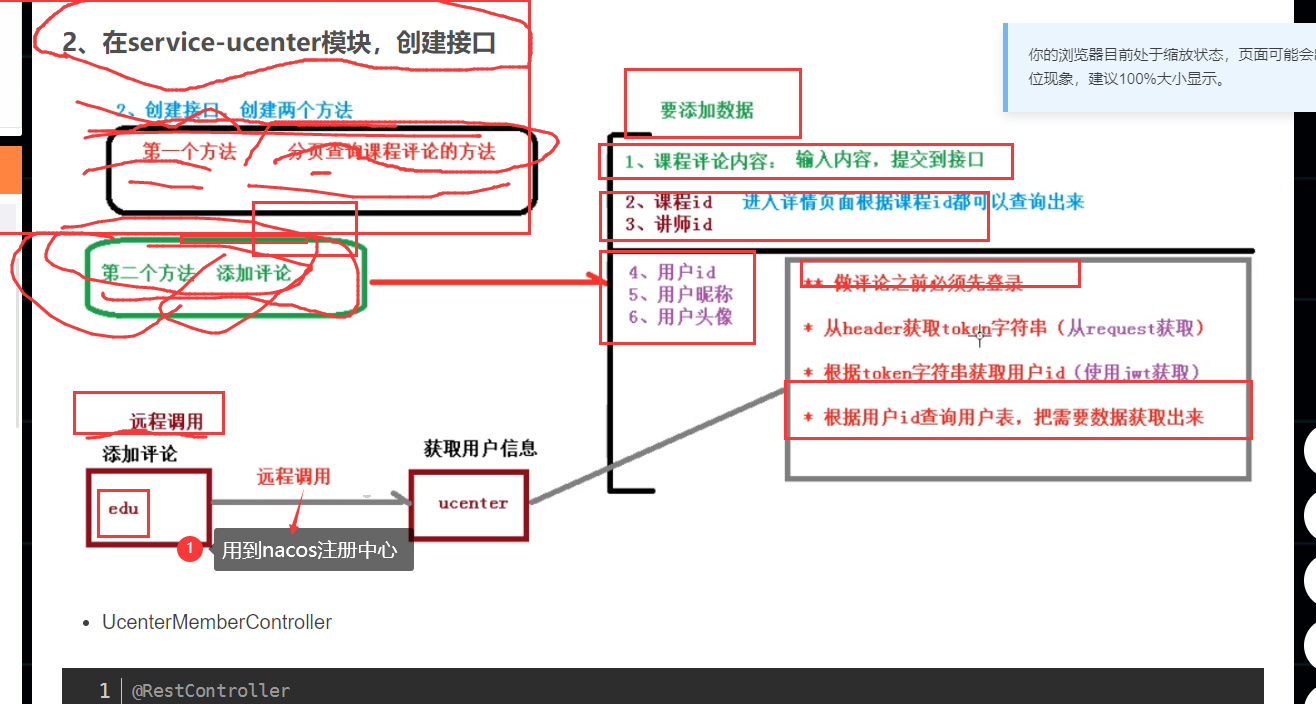 2、在service-ucenter模块，创建接口
你的浏览器目前处于缩放状态，页面可能会
位现象，建议100%大小显示。
2、创建接口，创建两个方法
第一个方法 分页查询课程评论的方法
第二个方法 添加评论
要添加数据
1、课程评论内容： 输入内容，提交到接口
2、课程id 进入详情页面根据课程id都可以查询出来
3、讲师id
4、用户id
5、用户昵称
6、用户头像
** 做评论之前必须先登录
* 从header获取token字符串（从request获取）
* 根据token字符串获取用户id（使用jwt获取）
* 根据用户id查询用户表，把需要数据获取出来
远程调用
添加评论
edu
远程调用
获取用户信息
ucenter
1
用到nacos注册中心
UcenterMemberController
1 @RestController